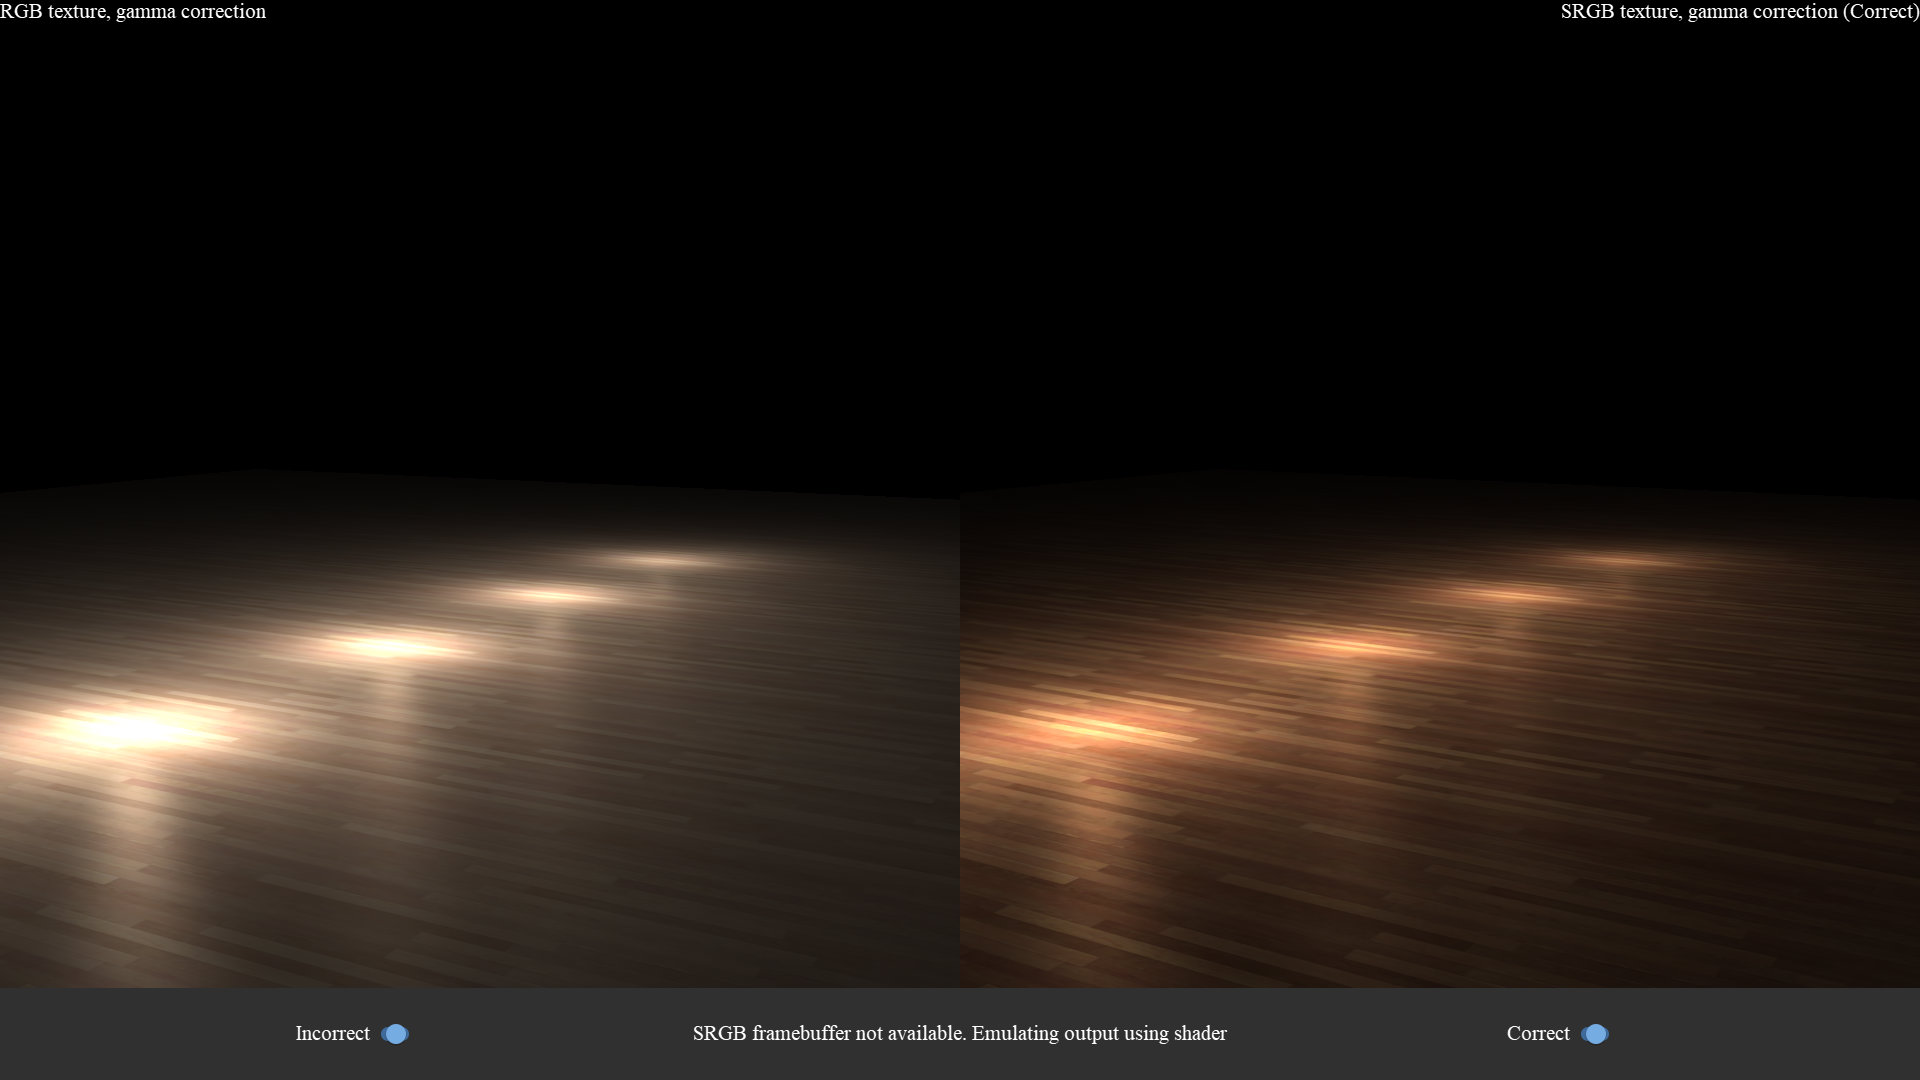 RGB texture, gamma correction
SRGB texture, gamma correction (Correct)
Incorrect
SRGB framebuffer not available. Emulating output using shader
Correct